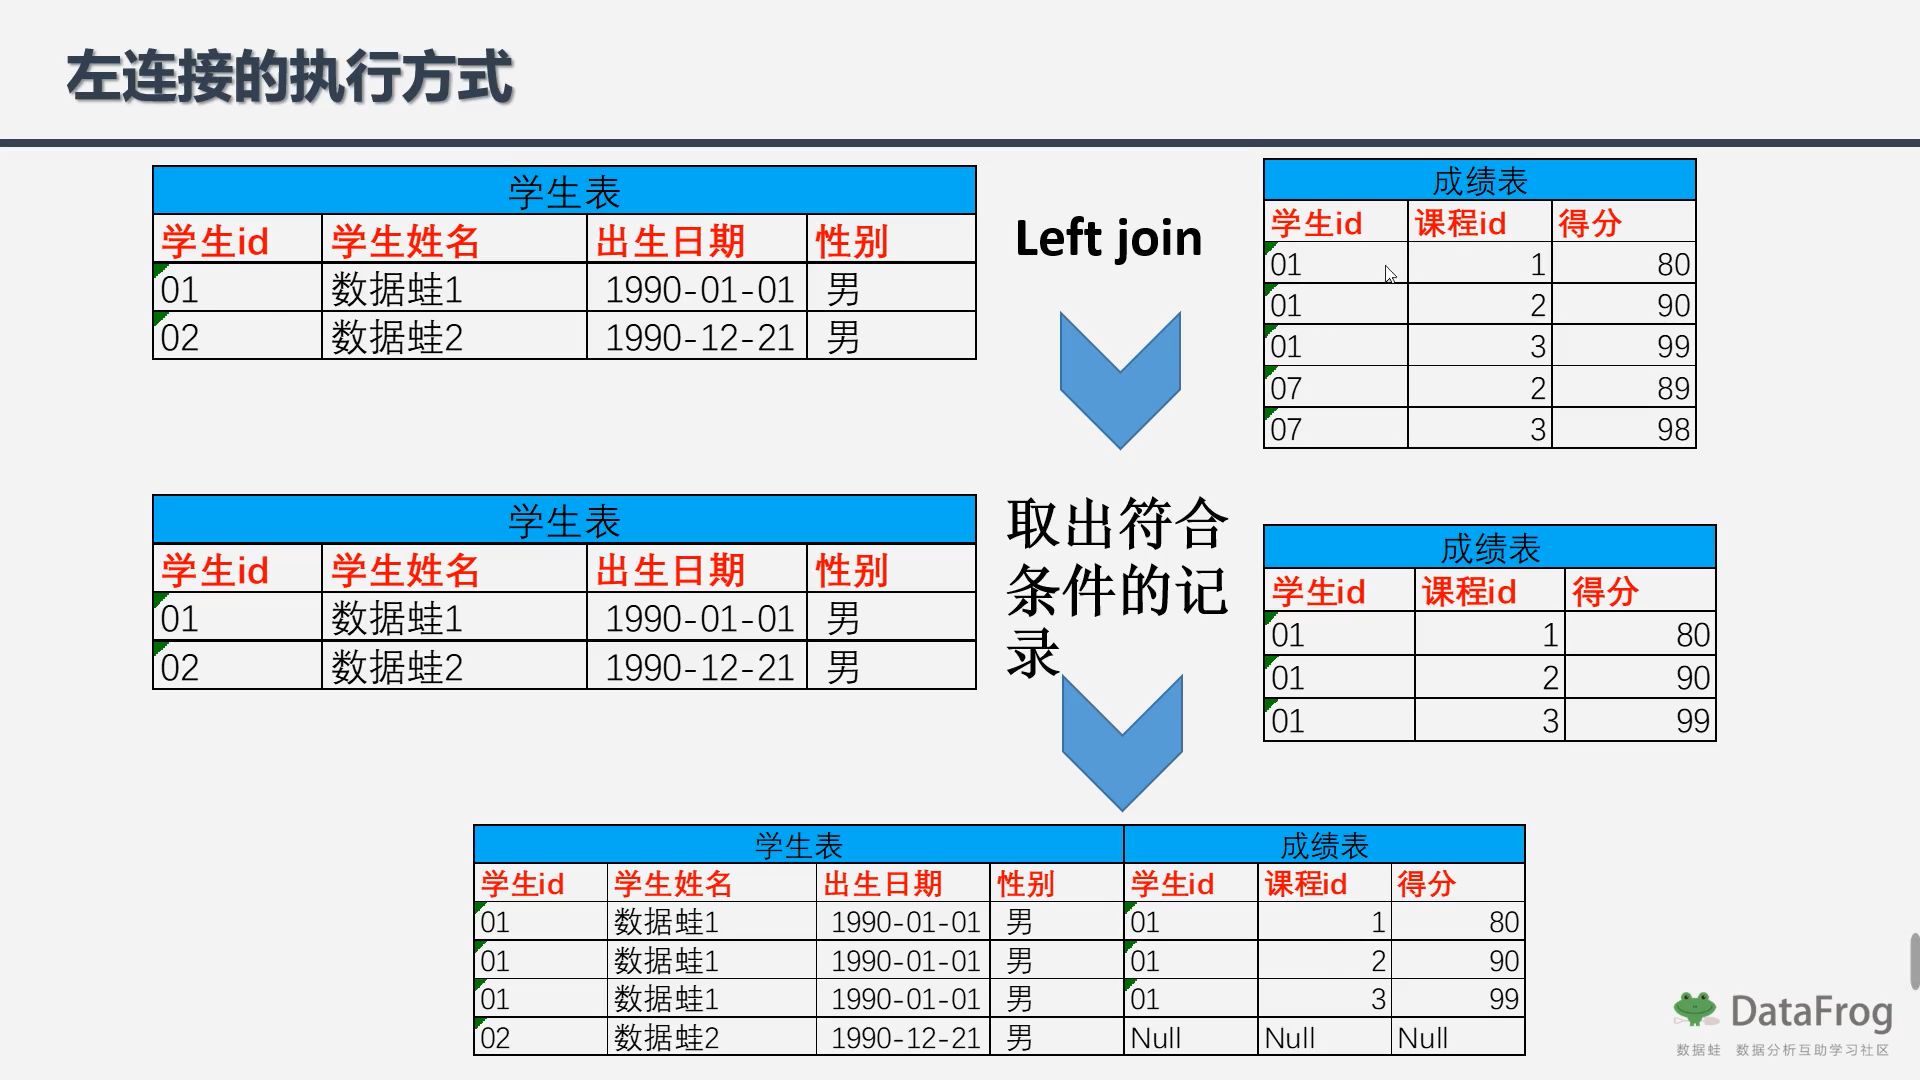 左连接的执行方式
学生表
学生id 学生姓名 出生日期 性别
01 数据蛙1 1990-01-01 男
02 数据蛙2 1990-12-21 男
Left join
成绩表
学生id 课程id 得分
01 1 80
01 2 90
01 3 99
07 2 89
07 3 98
学生表
学生id 学生姓名 出生日期 性别
01 数据蛙1 1990-01-01 男
02 数据蛙2 1990-12-21 男
取出符合
条件的记
录
成绩表
学生id 课程id 得分
01 1 80
01 2 90
01 3 99
学生表 成绩表
学生id 学生姓名 出生日期 性别 学生id 课程id 得分
01 数据蛙1 1990-01-01 男 01 1 80
01 数据蛙1 1990-01-01 男 01 2 90
01 数据蛙1 1990-01-01 男 01 3 99
02 数据蛙2 1990-12-21 男 Null Null Null
DataFrog
数据蛙 数据分析互助学习社区